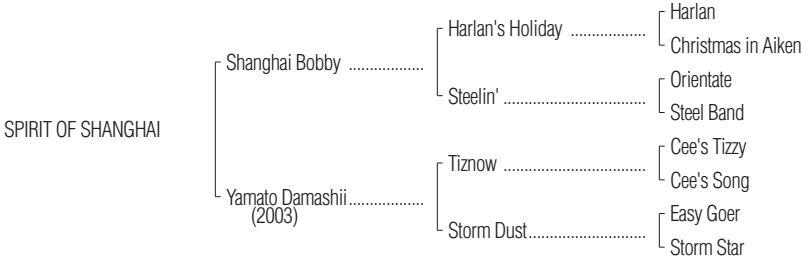 Harlan
Harlan's Holiday ..................
Christmas in Aiken
Shanghai Bobby ..................
Orientate
Steelin' ..................................
Steel Band
SPIRIT OF SHANGHAI
Cee's Tizzy
Tiznow ..................................
Cee's Song
Yamato Damashii..................
(2003)
Easy Goer
Storm Dust............................
Storm Star